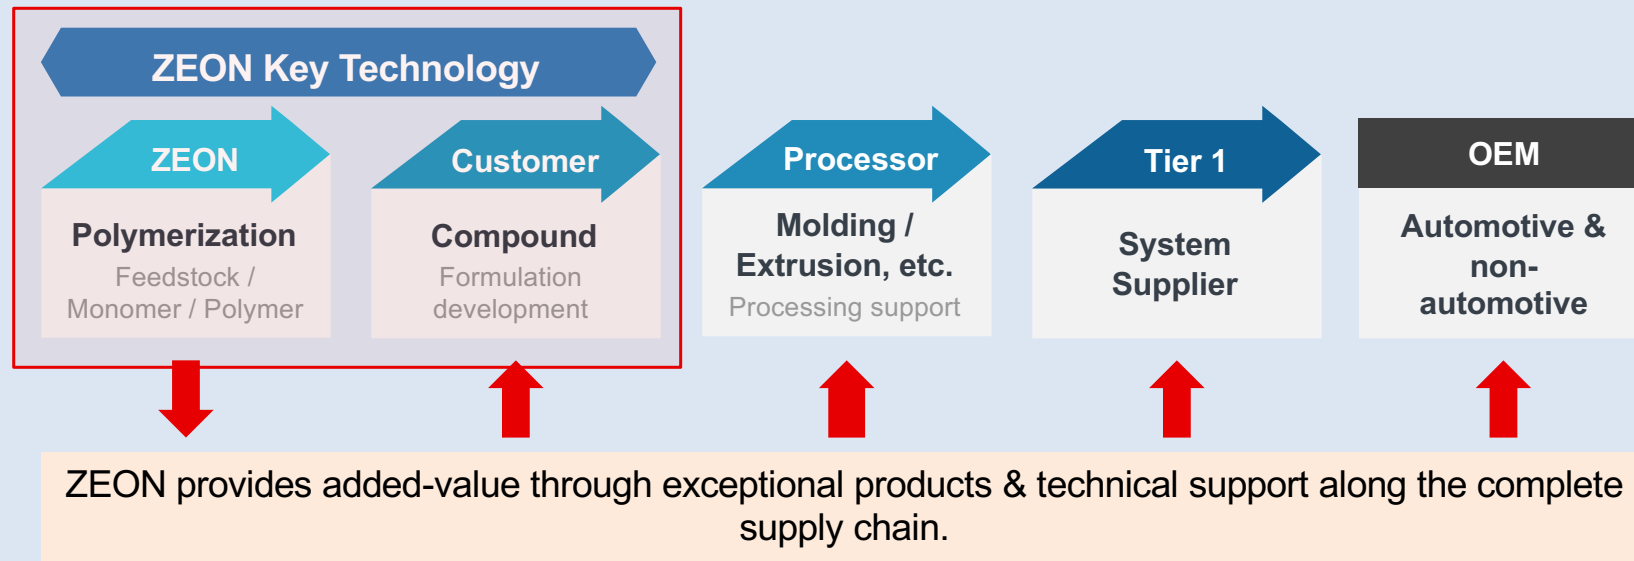 ZEON Key Technology
ZEON
Polymerization
Feedstock /
Monomer / Polymer
Customer
Compound
Formulation
development
Processor
Molding /
Extrusion, etc.
Processing support
Tier 1
System
Supplier
OEM
Automotive &
non-
automotive
ZEON provides added-value through exceptional products & technical support along the complete
supply chain.